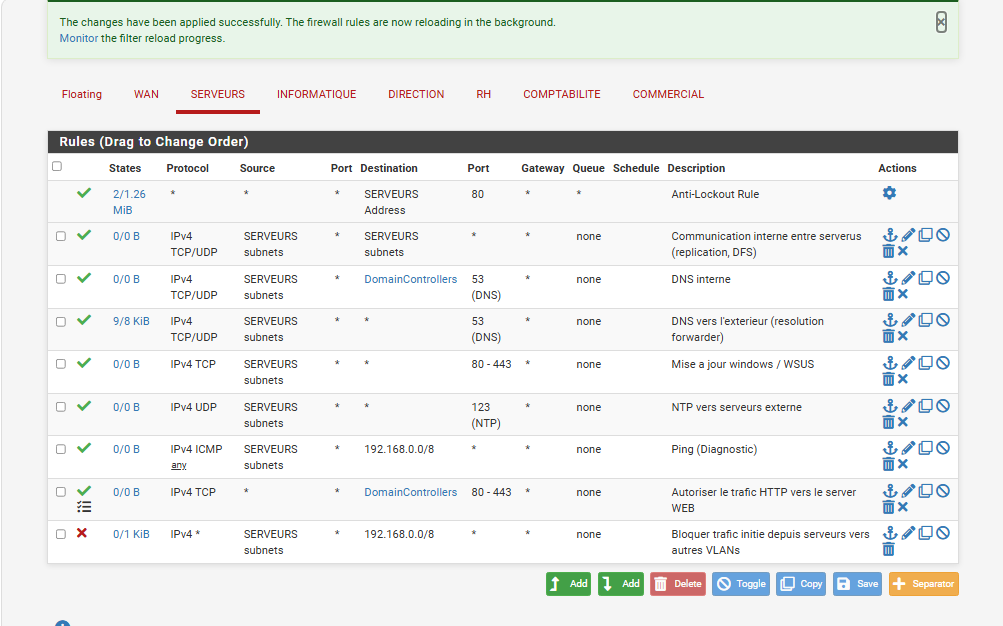 The changes have been applied successfully. The firewall rules are now reloading in the background.
Monitor the filter reload progress.
Floating WAN SERVEURS INFORMATIQUE DIRECTION RH COMPTABILITE COMMERCIAL
Rules (Drag to Change Order)
States Protocol Source Port Destination Port Gateway Queue Schedule Description Actions
2/1.26 * * SERVEURS 80 * * Anti-Lockout Rule
MiB Address
0/0 B IPv4 SERVEURS * SERVEURS * * none Communication interne entre serverus
TCP/UDP subnets subnets (replication, DFS)
0/0 B IPv4 SERVEURS * DomainControllers 53 * none DNS interne
TCP/UDP subnets (DNS)
9/8 KiB IPv4 SERVEURS * * 53 * none DNS vers l'exterieur (resolution
TCP/UDP subnets (DNS) forwarder)
0/0 B IPv4 TCP SERVEURS * * 80 - 443 * none Mise a jour windows / WSUS
subnets
0/0 B IPv4 UDP SERVEURS * * 123 * none NTP vers serveurs externe
subnets (NTP)
0/0 B IPv4 ICMP SERVEURS * 192.168.0.0/8 * * none Ping (Diagnostic)
any subnets
0/0 B IPv4 TCP * * DomainControllers 80 - 443 * none Autoriser le trafic HTTP vers le server
WEB
0/1 KiB IPv4 * SERVEURS * 192.168.0.0/8 * * none Bloquer trafic initie depuis serveurs vers
subnets autres VLANs
Add Add Delete Toggle Copy Save Separator